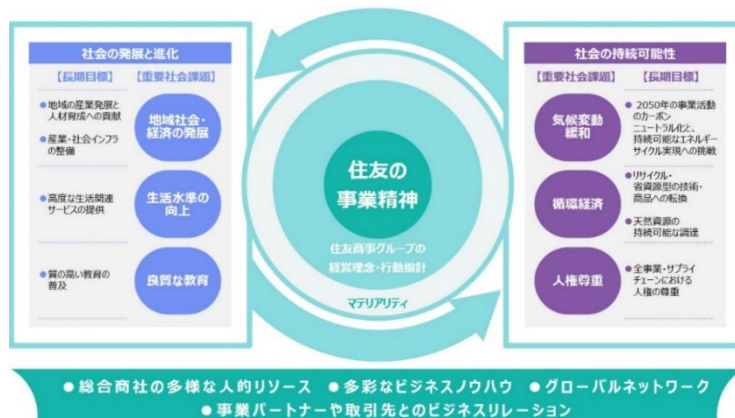 社会の発展と進化
【長期目標】 【重要社会課題】
●地域の産業発展と
人材育成への貢献
●産業・社会インフラ
の整備
地域社会・
経済の発展
●高度な生活関連
サービスの提供
生活水準の
向上
●質の高い教育の
普及
良質な教育
住友の
事業精神
住友商事グループの
経営理念・行動指針
マテリアリティ
社会の持続可能性
【重要社会課題】 【長期目標】
気候変動
緩和
● 2050年の事業活動
のカーボン
ニュートラル化と、
持続可能なエネルギー
サイクル実現への挑戦
循環経済
●リサイクル・
省資源型の技術・
商品への転換
●天然資源の
持続可能な調達
人権尊重
●全事業・サプライ
チェーンにおける
人権の尊重
●総合商社の多様な人的リソース ●多彩なビジネスノウハウ ●グローバルネットワーク
●事業パートナーや取引先とのビジネスリレーション